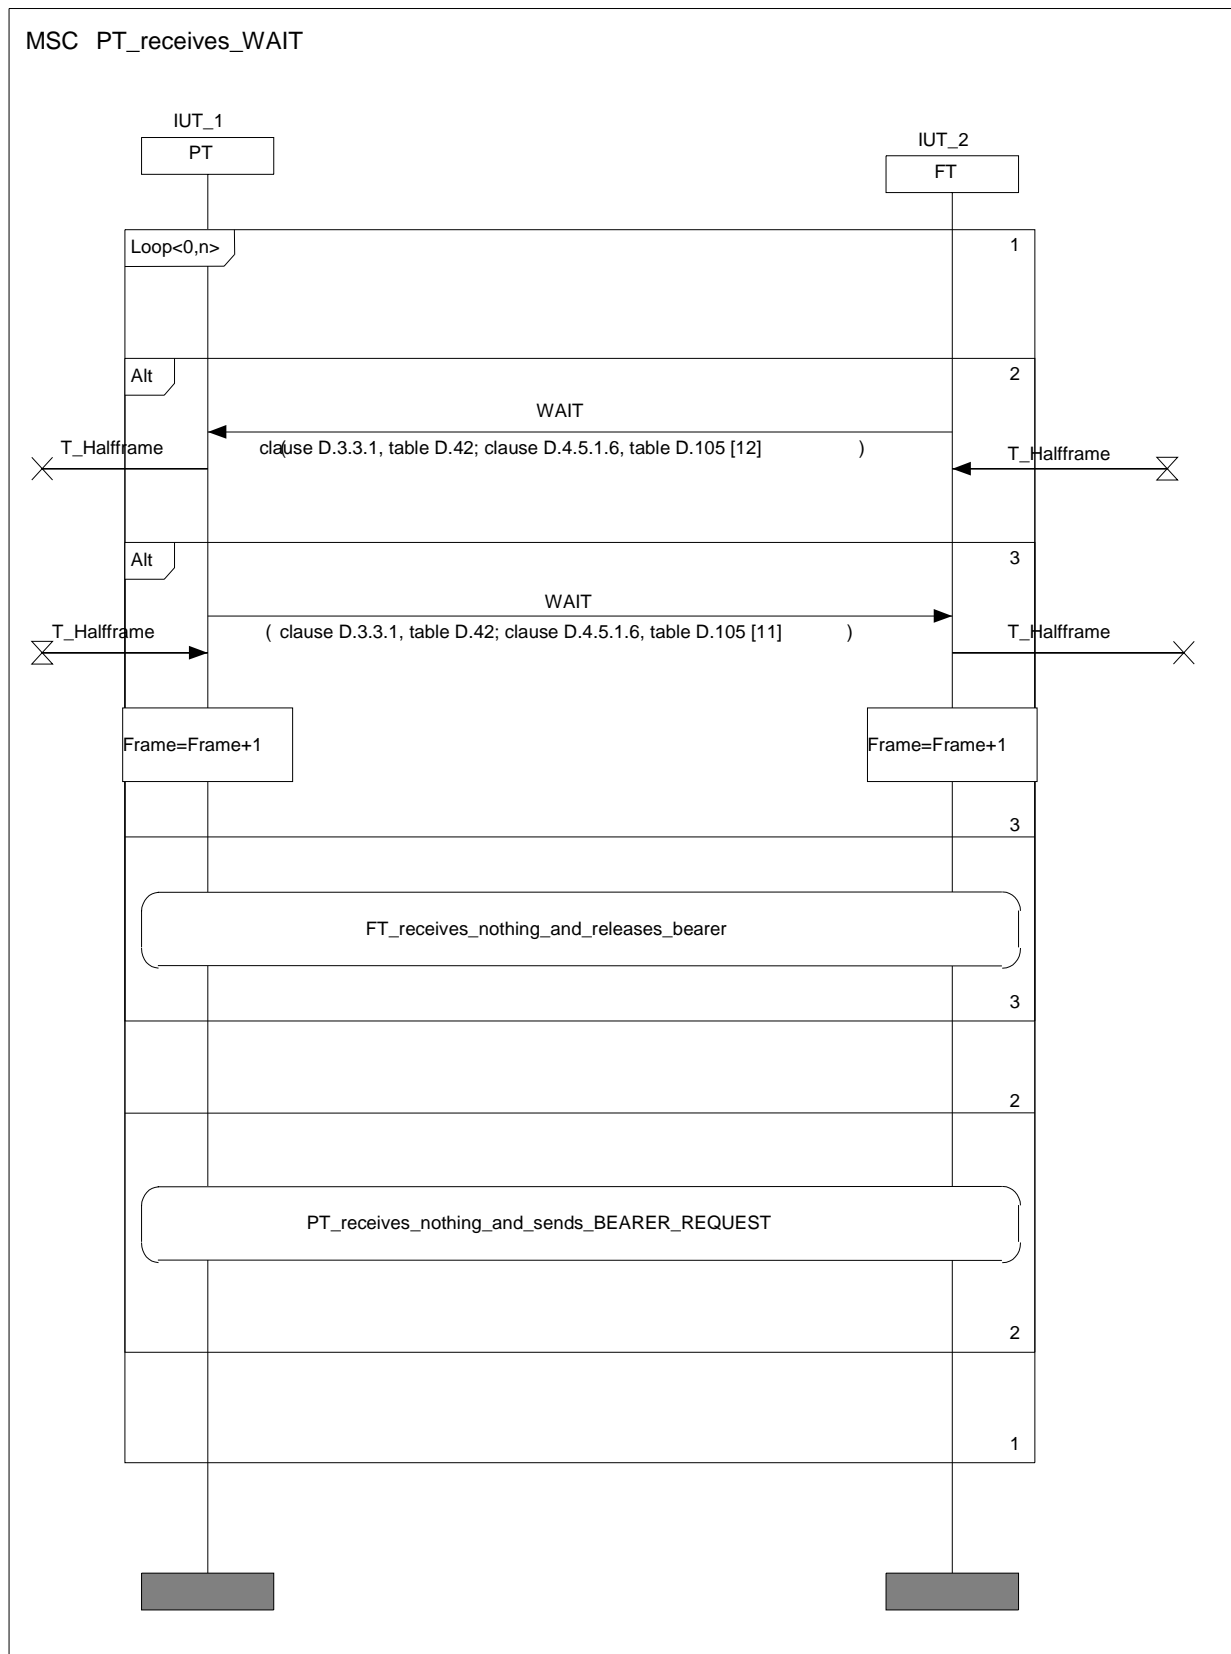 MSC PT_receives_WAIT
IUT_1
PT
IUT_2
FT
Loop<0,n>
1
Alt
2
WAIT
T_Halfframe
(clause D.3.3.1, table D.42; clause D.4.5.1.6, table D.105 [12] )
T_Halfframe
Alt
3
WAIT
T_Halfframe
( clause D.3.3.1, table D.42; clause D.4.5.1.6, table D.105 [11] )
T_Halfframe
Frame=Frame+1
Frame=Frame+1
3
FT_receives_nothing_and_releases_bearer
3
2
PT_receives_nothing_and_sends_BEARER_REQUEST
2
1